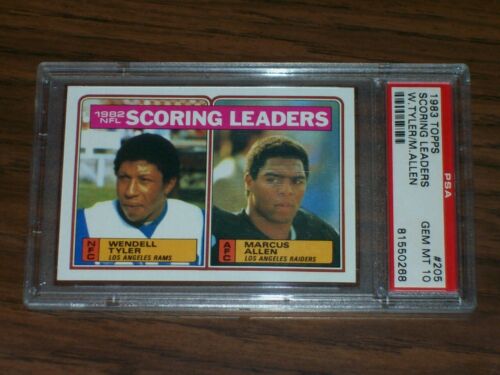 1982
NFL
SCORING LEADERS
NFC
WENDELL
TYLER
LOS ANGELES RAMS
AFC
MARCUS
ALLEN
LOS ANGELES RAIDERS
1983 TOPPS
SCORING LEADERS
W.TYLER/M.ALLEN
PSA
#205
GEM MT 10
81550268